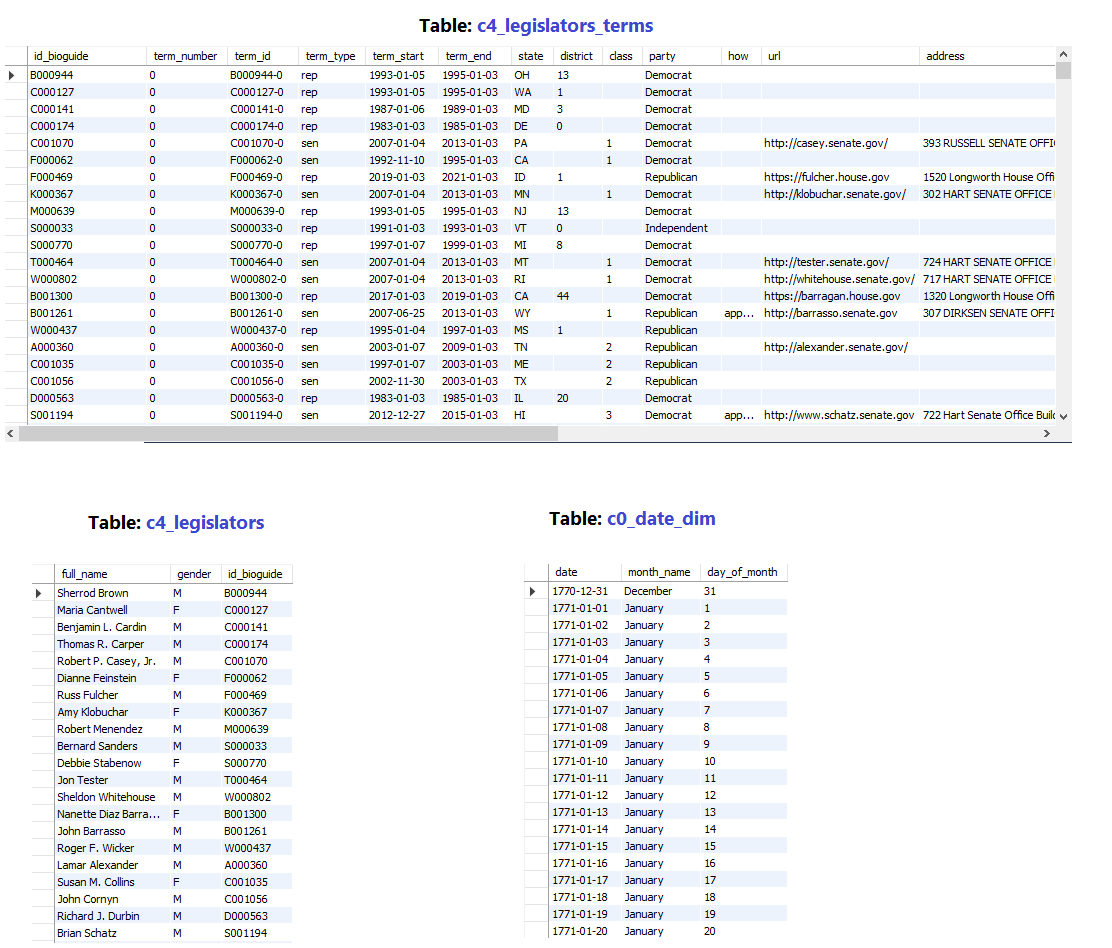 Table: c4_legislators_terms
id_bioguide term_number term_id term_type term_start term_end state district class party how url address
B000944 0 B000944-0 rep 1993-01-05 1995-01-03 OH 13 Democrat
C000127 0 C000127-0 rep 1993-01-05 1995-01-03 WA 1 Democrat
C000141 0 C000141-0 rep 1987-01-06 1989-01-03 MD 3 Democrat
C000174 0 C000174-0 rep 1983-01-03 1985-01-03 DE 0 Democrat
C001070 0 C001070-0 sen 2007-01-04 2013-01-03 PA 1 Democrat http://casey.senate.gov/ 393 RUSSELL SENATE OFFI
F000062 0 F000062-0 sen 1992-11-10 1995-01-03 CA 1 Democrat
F000469 0 F000469-0 rep 2019-01-03 2021-01-03 ID 1 Republican https://fulcher.house.gov 1520 Longworth House Offi
K000367 0 K000367-0 sen 2007-01-04 2013-01-03 MN 1 Democrat http://klobuchar.senate.gov/ 302 HART SENATE OFFICE
M000639 0 M000639-0 rep 1993-01-05 1995-01-03 NJ 13 Democrat
S000033 0 S000033-0 rep 1991-01-03 1993-01-03 VT 0 Independent
S000770 0 S000770-0 rep 1997-01-07 1999-01-03 MI 8 Democrat
T000464 0 T000464-0 sen 2007-01-04 2013-01-03 MT 1 Democrat http://tester.senate.gov/ 724 HART SENATE OFFICE
W000802 0 W000802-0 sen 2007-01-04 2013-01-03 RI 1 Democrat http://whitehouse.senate.gov/ 717 HART SENATE OFFICE
B001300 0 B001300-0 rep 2017-01-03 2019-01-03 CA 44 Democrat https://barragan.house.gov 1320 Longworth House Offi
B001261 0 B001261-0 sen 2007-06-25 2013-01-03 WY 1 Republican app... http://barrasso.senate.gov 307 DIRKSEN SENATE OFFI
W000437 0 W000437-0 rep 1995-01-04 1997-01-03 MS 1 Republican
A000360 0 A000360-0 sen 2003-01-07 2009-01-03 TN 2 Republican http://alexander.senate.gov/
C001035 0 C001035-0 sen 1997-01-07 2003-01-03 ME 2 Republican
C001056 0 C001056-0 sen 2002-11-30 2003-01-03 TX 2 Republican
D000563 0 D000563-0 rep 1983-01-03 1985-01-03 IL 20 Democrat
S001194 0 S001194-0 sen 2012-12-27 2015-01-03 HI 3 Democrat app... http://www.schatz.senate.gov 722 Hart Senate Office Build
Table: c4_legislators
full_name gender id_bioguide
Sherrod Brown M B000944
Maria Cantwell F C000127
Benjamin L. Cardin M C000141
Thomas R. Carper M C000174
Robert P. Casey, Jr. M C001070
Dianne Feinstein F F000062
Russ Fulcher M F000469
Amy Klobuchar F K000367
Robert Menendez M M000639
Bernard Sanders M S000033
Debbie Stabenow F S000770
Jon Tester M T000464
Sheldon Whitehouse M W000802
Nanette Diaz Barra... F B001300
John Barrasso M B001261
Roger F. Wicker M W000437
Lamar Alexander M A000360
Susan M. Collins F C001035
John Cornyn M C001056
Richard J. Durbin M D000563
Brian Schatz M S001194
Table: c0_date_dim
date month_name day_of_month
1770-12-31 December 31
1771-01-01 January 1
1771-01-02 January 2
1771-01-03 January 3
1771-01-04 January 4
1771-01-05 January 5
1771-01-06 January 6
1771-01-07 January 7
1771-01-08 January 8
1771-01-09 January 9
1771-01-10 January 10
1771-01-11 January 11
1771-01-12 January 12
1771-01-13 January 13
1771-01-14 January 14
1771-01-15 January 15
1771-01-16 January 16
1771-01-17 January 17
1771-01-18 January 18
1771-01-19 January 19
1771-01-20 January 20